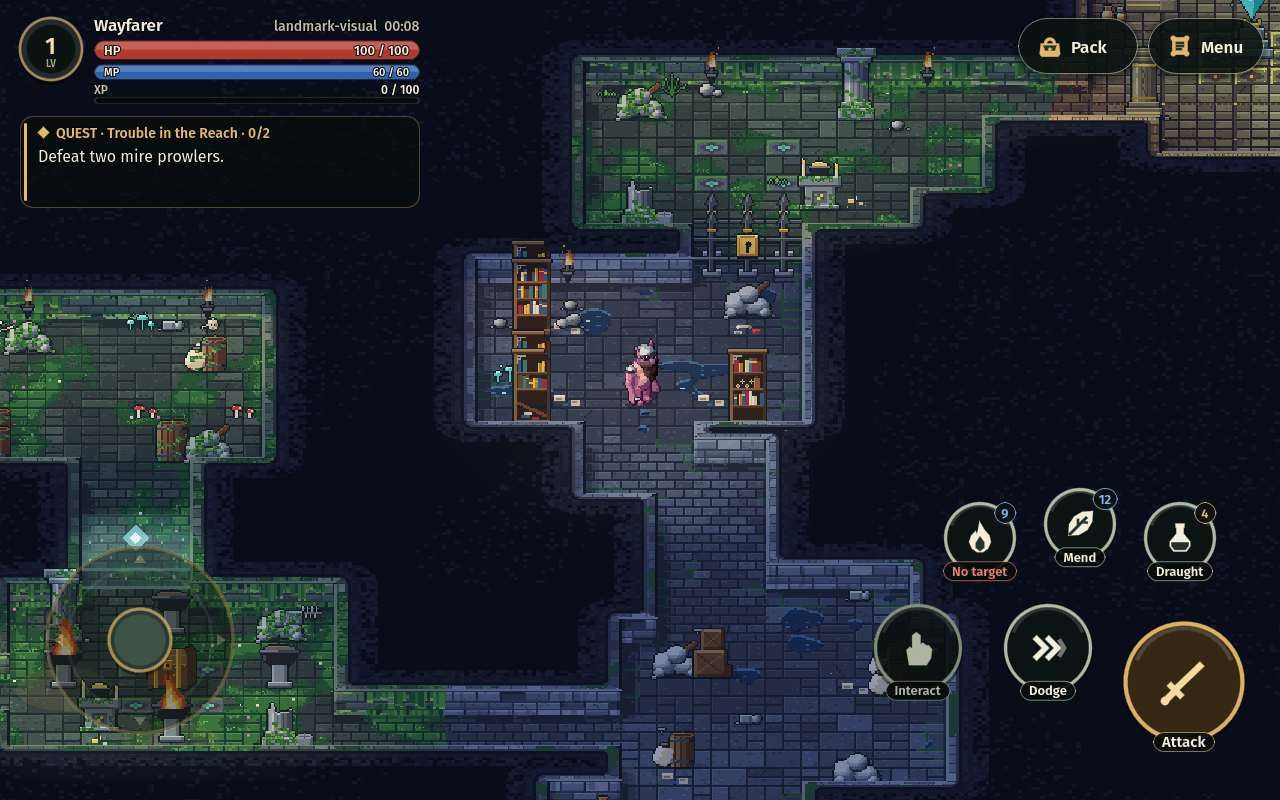 1
LV
Wayfarer
landmark-visual 00:08
HP 100 / 100
MP 60 / 60
XP 0 / 100
QUEST · Trouble in the Reach · 0/2
Defeat two mire prowlers.
Pack
Menu
9
No target
12
Mend
4
Draught
Interact
Dodge
Attack